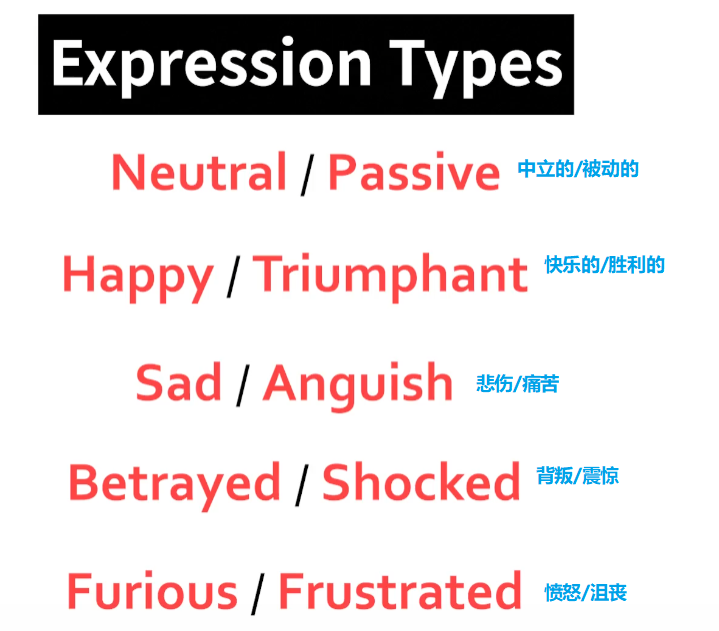 Expression Types
Neutral / Passive 中立的/被动的
Happy / Triumphant 快乐的/胜利的
Sad / Anguish 悲伤/痛苦
Betrayed / Shocked 背叛/震惊
Furious / Frustrated 愤怒/沮丧